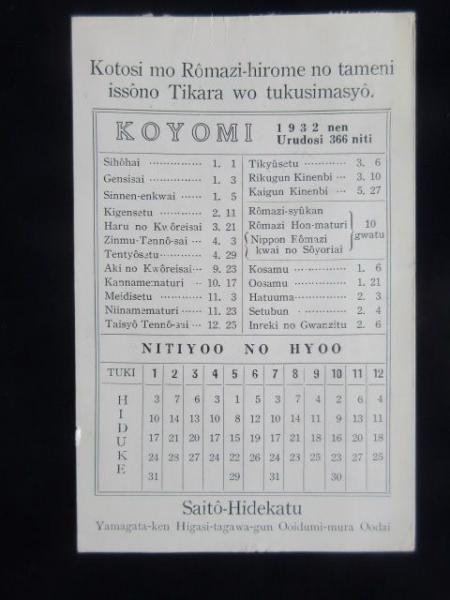 Kotosi mo Rômazi-hirome no tameni
issôno Tikara wo tukusimasyô.
KOYOMI
1932 nen
Urudosi 366 niti
Sihôhai ............... 1. 1
Gensisai ............... 1. 3
Sinnen-enkwai ... 1. 5
Kigensetu ............ 2. 11
Haru no Kwôreisai 3. 21
Zinmu-Tennô-sai ... 4. 3
Tentyôsetu ............ 4. 29
Aki no Kwôreisai... 9. 23
Kannamematuri ... 10. 17
Meidisetu ............ 11. 3
Niinamematuri ...... 11. 23
Taisyô Tennô-sai ... 12. 25
Tikyûsetu ............... 3. 6
Rikugun Kinenbi ... 3. 10
Kaigun Kinenbi ...... 5. 27
Rômazi-syûkan
Rômazi Hon-maturi
Nippon Rômazi
kwai no Sôyoriai
10
gwatu
Kosamu .................. 1. 6
Oosamu .................. 1. 21
Hatuuma .................. 2. 3
Setubun .................. 2. 4
Inreki no Gwanzitu ... 2. 6
NITIYOO NO HYOO
TUKI 1 2 3 4 5 6 7 8 9 10 11 12
HIDUKE
3 7 6 3 1 5 3 7 4 2 6 4
10 14 13 10 8 12 10 14 11 9 13 11
17 21 20 17 15 19 17 21 18 16 20 18
24 28 27 24 22 26 24 28 25 23 27 25
31 29 31 30
Saitô-Hidekatu
Yamagata-ken Higasi-tagawa-gun Ooidumi-mura Oodai